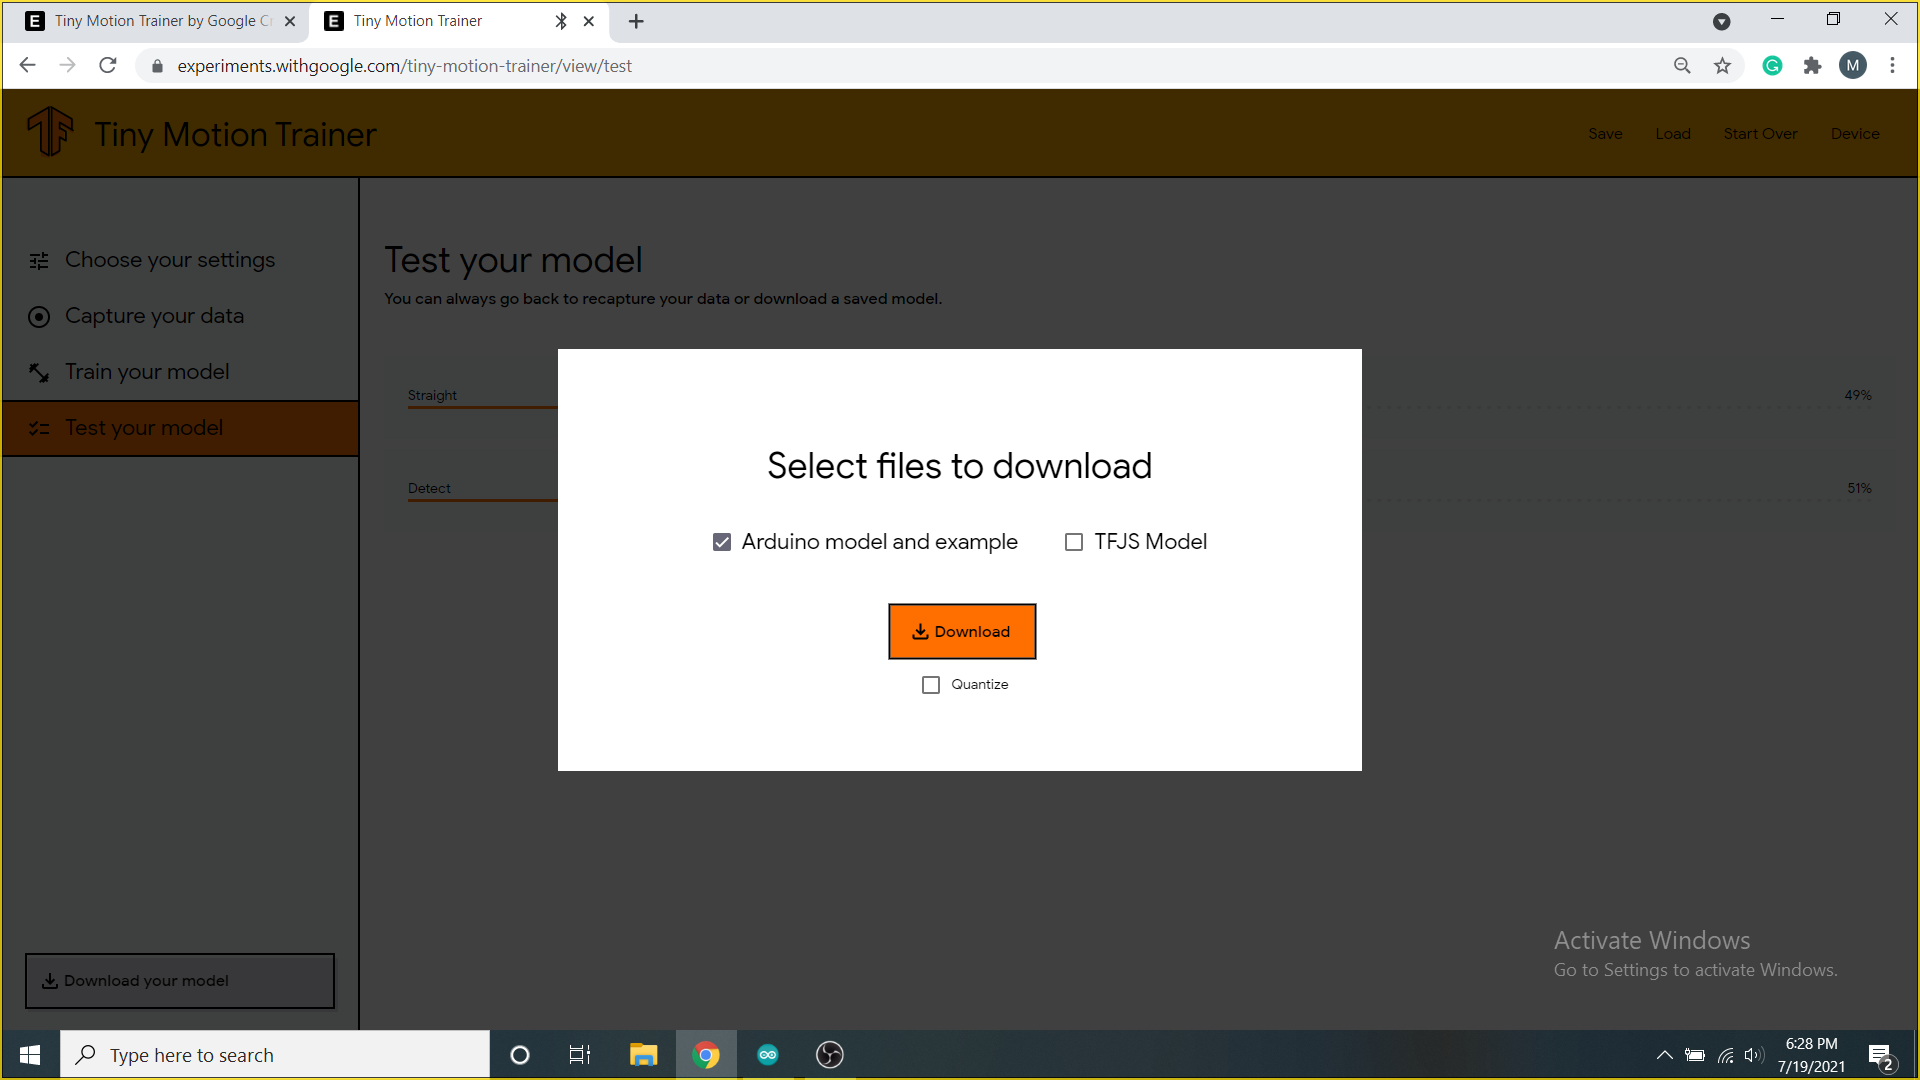 Tiny Motion Trainer by Google Cr
Tiny Motion Trainer
experiments.withgoogle.com/tiny-motion-trainer/view/test
G
M
Tiny Motion Trainer
Save
Load
Start Over
Device
Choose your settings
Capture your data
Train your model
Test your model
Download your model
Test your model
You can always go back to recapture your data or download a saved model.
Straight
49%
Detect
51%
Select files to download
Arduino model and example
TFJS Model
Download
Quantize
Activate Windows
Go to Settings to activate Windows.
Type here to search
6:28 PM
7/19/2021
2